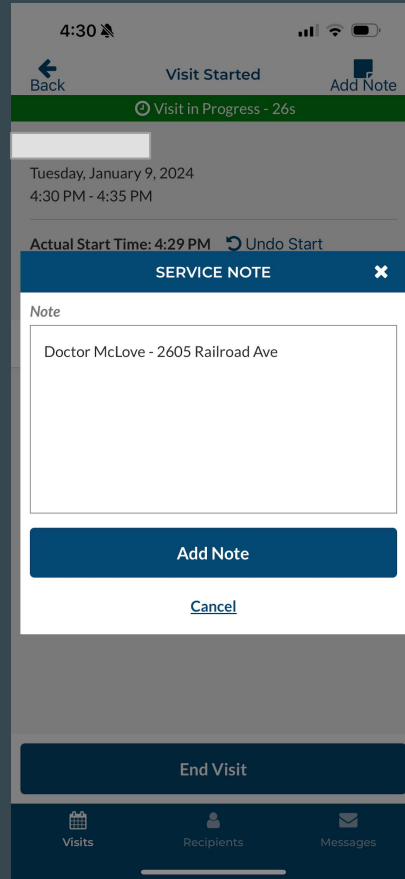 4:30
Visit Started
Back
Add Note
Visit in Progress - 26s
Tuesday, January 9, 2024
4:30 PM - 4:35 PM
Actual Start Time: 4:29 PM Undo Start
SERVICE NOTE
Note
Doctor McLove - 2605 Railroad Ave
Add Note
Cancel
End Visit
Visits Recipients Messages